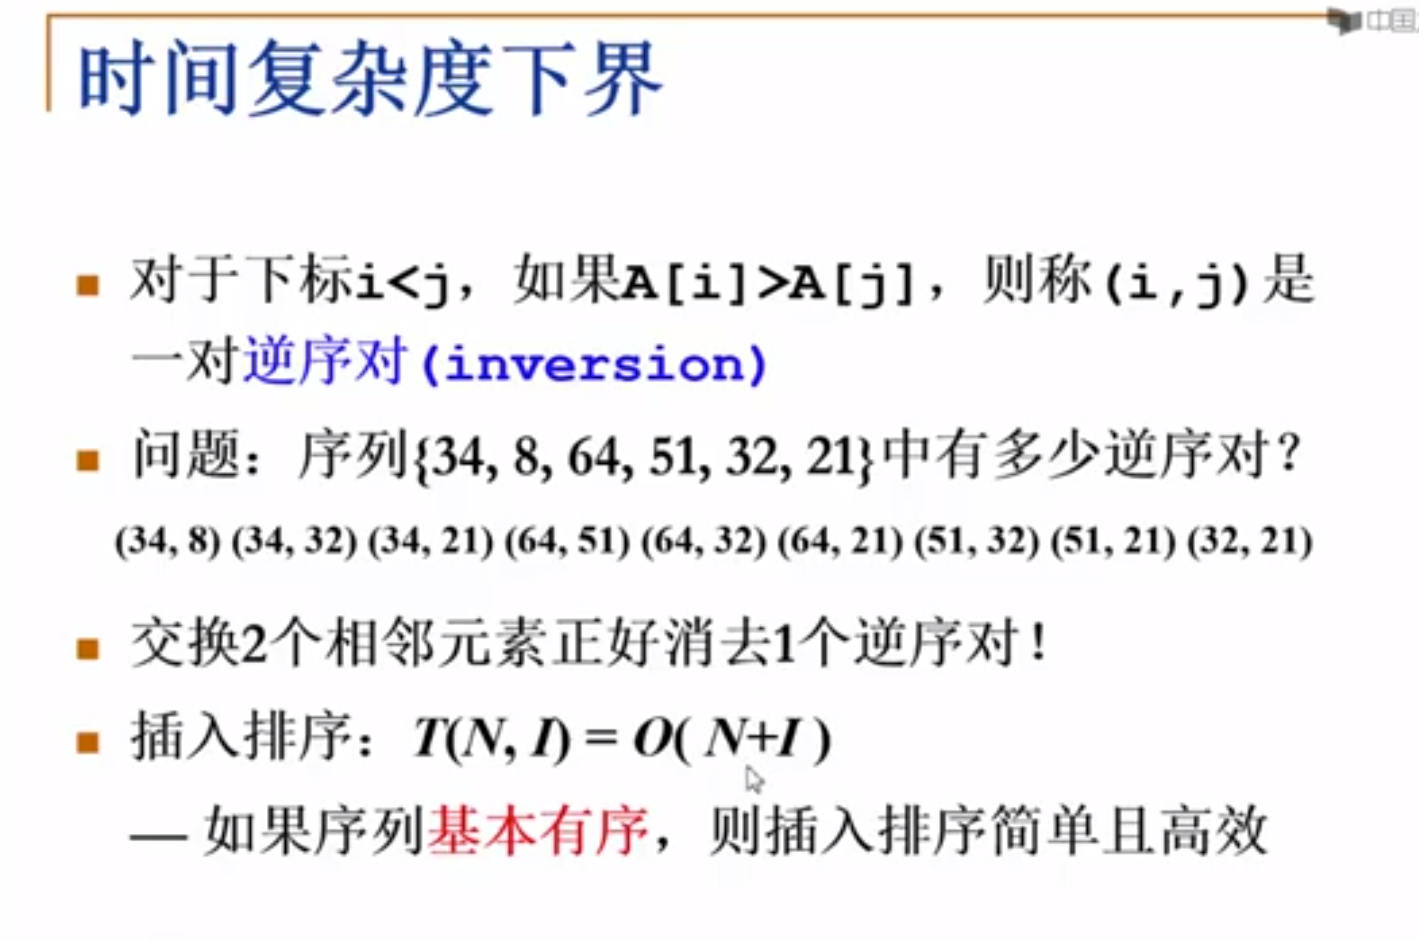 中国
时间复杂度下界
对于下标i<j，如果A[i]>A[j]，则称(i,j)是
一对逆序对(inversion)
问题：序列{34, 8, 64, 51, 32, 21}中有多少逆序对？
(34, 8) (34, 32) (34, 21) (64, 51) (64, 32) (64, 21) (51, 32) (51, 21) (32, 21)
交换2个相邻元素正好消去1个逆序对！
插入排序：T(N, I) = O( N+I )
— 如果序列基本有序，则插入排序简单且高效